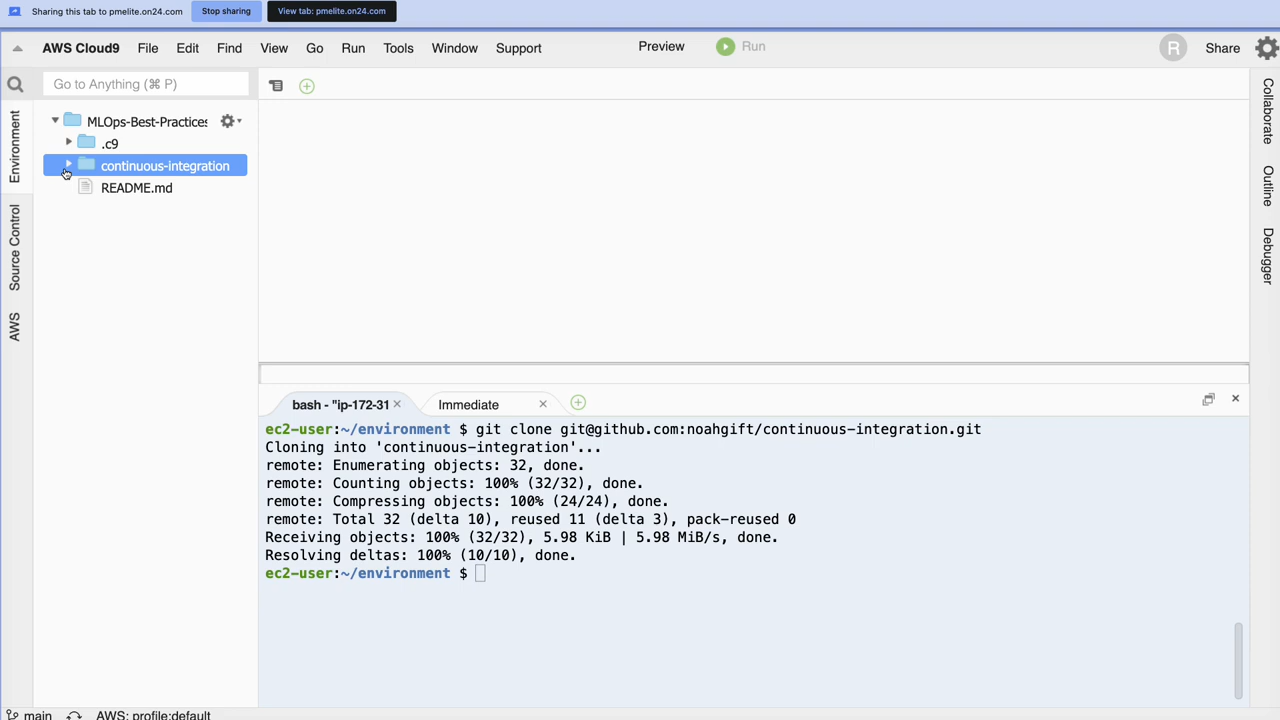 Sharing this tab to pmelite.on24.com
Stop sharing
View tab: pmelite.on24.com
AWS Cloud9 File Edit Find View Go Run Tools Window Support Preview Run R Share
Go to Anything (⌘ P)
Environment
Source Control
AWS
MLOps-Best-Practices
.c9
continuous-integration
README.md
Collaborate
Outline
Debugger
bash - "ip-172-31
Immediate
ec2-user:~/environment $ git clone git@github.com:noahgift/continuous-integration.git
Cloning into 'continuous-integration'...
remote: Enumerating objects: 32, done.
remote: Counting objects: 100% (32/32), done.
remote: Compressing objects: 100% (24/24), done.
remote: Total 32 (delta 10), reused 11 (delta 3), pack-reused 0
Receiving objects: 100% (32/32), 5.98 KiB | 5.98 MiB/s, done.
Resolving deltas: 100% (10/10), done.
ec2-user:~/environment $
main AWS: profile:default